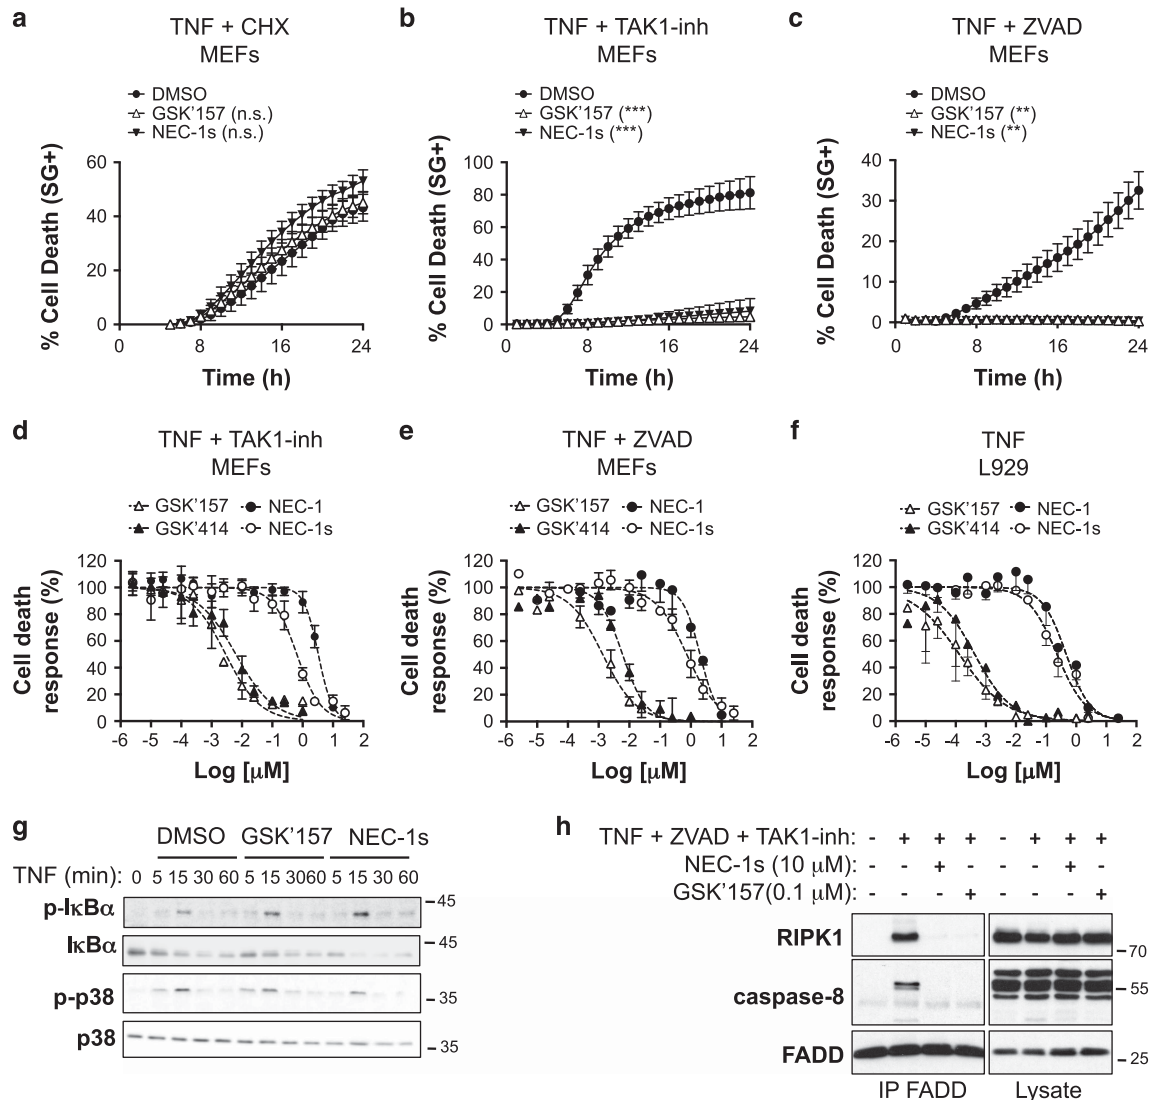 a
TNF + CHX
MEFs
DMSO
GSK'157 (n.s.)
NEC-1s (n.s.)
% Cell Death (SG+)
60
40
20
0
0 8 16 24
Time (h)
b
TNF + TAK1-inh
MEFs
DMSO
GSK'157 (***)
NEC-1s (***)
% Cell Death (SG+)
100
80
60
40
20
0
0 8 16 24
Time (h)
c
TNF + ZVAD
MEFs
DMSO
GSK'157 (**)
NEC-1s (**)
% Cell Death (SG+)
40
30
20
10
0
0 8 16 24
Time (h)
d
TNF + TAK1-inh
MEFs
GSK'157 NEC-1
GSK'414 NEC-1s
Cell death
response (%)
120
100
80
60
40
20
0
-6 -5 -4 -3 -2 -1 0 1 2
Log [µM]
e
TNF + ZVAD
MEFs
GSK'157 NEC-1
GSK'414 NEC-1s
Cell death
response (%)
120
100
80
60
40
20
0
-6 -5 -4 -3 -2 -1 0 1 2
Log [µM]
f
TNF
L929
GSK'157 NEC-1
GSK'414 NEC-1s
Cell death
response (%)
120
100
80
60
40
20
0
-6 -5 -4 -3 -2 -1 0 1 2
Log [µM]
g
DMSO GSK'157 NEC-1s
TNF (min): 0 5 15 30 60 5 15 3060 5 15 30 60
p-IκBα
45
IκBα
45
p-p38
35
p38
35
h
TNF + ZVAD + TAK1-inh: - + + + - + + +
NEC-1s (10 µM): - - + - - - + -
GSK'157(0.1 µM): - - - + - - - +
RIPK1
70
caspase-8
55
FADD
25
IP FADD Lysate